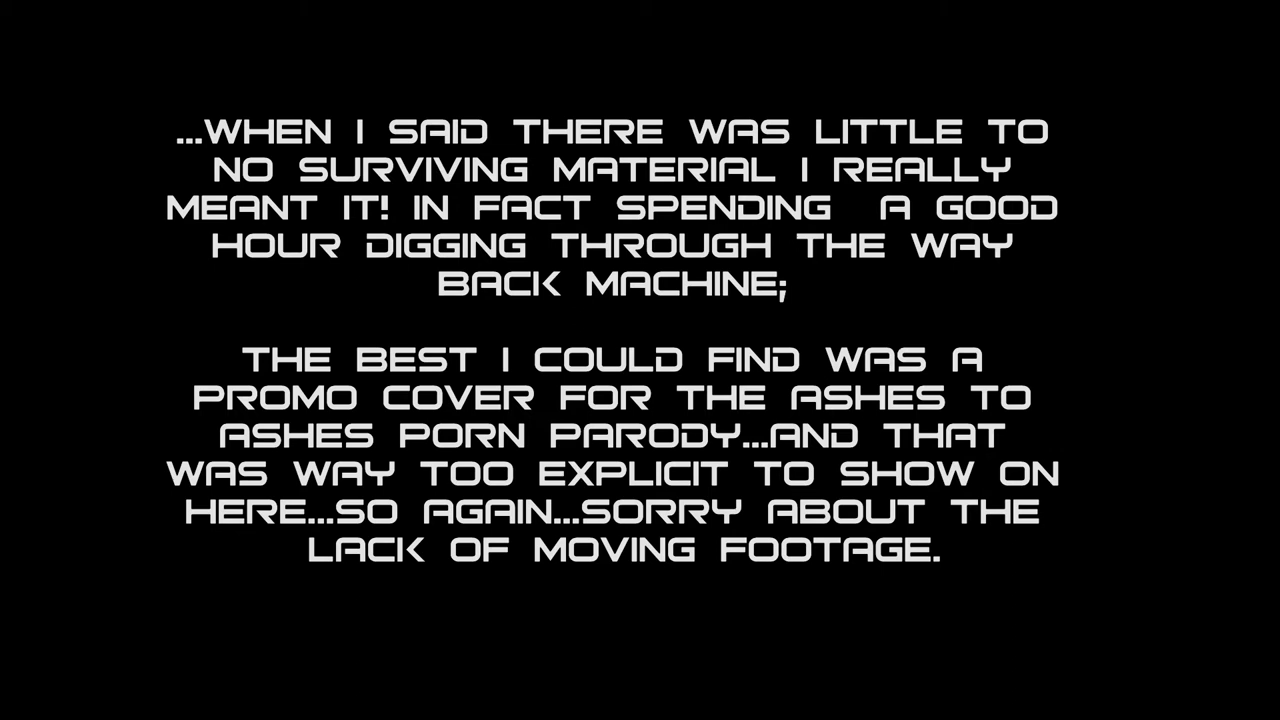 ...WHEN I SAID THERE WAS LITTLE TO
NO SURVIVING MATERIAL I REALLY
MEANT IT! IN FACT SPENDING A GOOD
HOUR DIGGING THROUGH THE WAY
BACK MACHINE;
THE BEST I COULD FIND WAS A
PROMO COVER FOR THE ASHES TO
ASHES PORN PARODY...AND THAT
WAS WAY TOO EXPLICIT TO SHOW ON
HERE...SO AGAIN...SORRY ABOUT THE
LACK OF MOVING FOOTAGE.